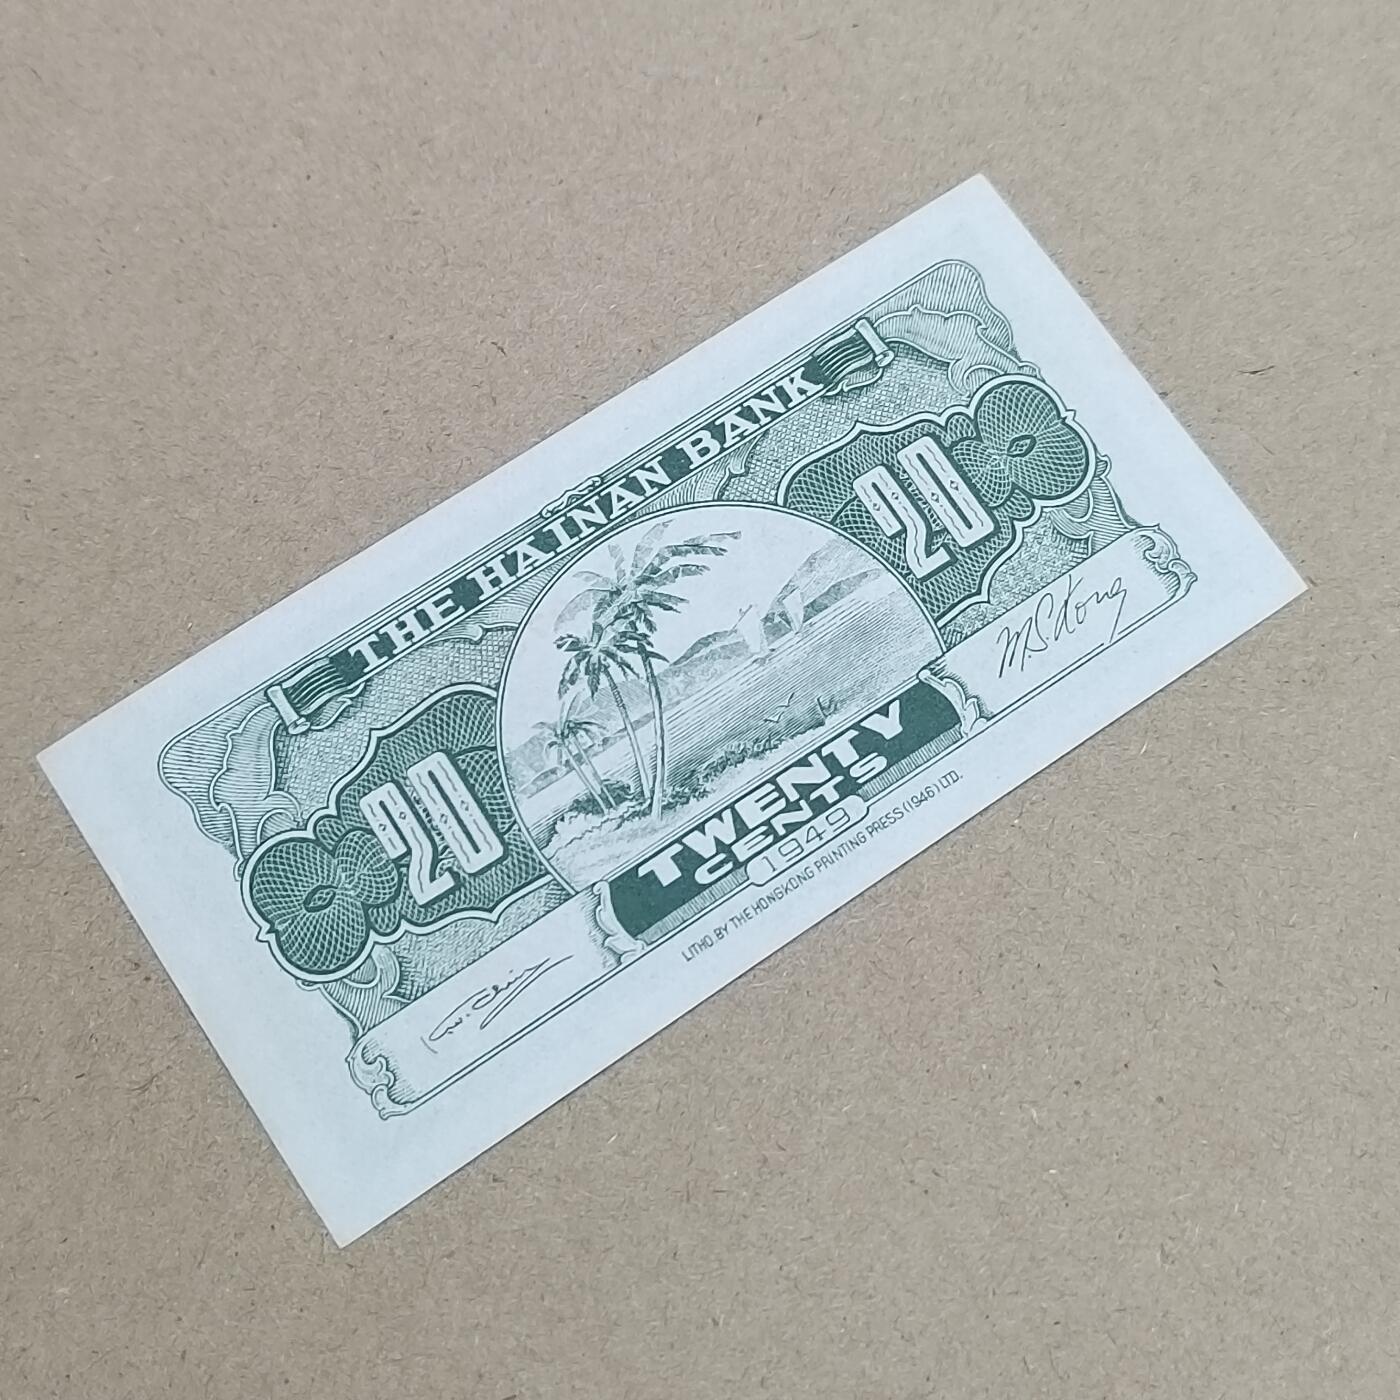 THE HAINAN BANK
20
20
TWENTY
CENTS
1949
LITHO. BY THE HONGKONG PRINTING PRESS (1946) LTD.